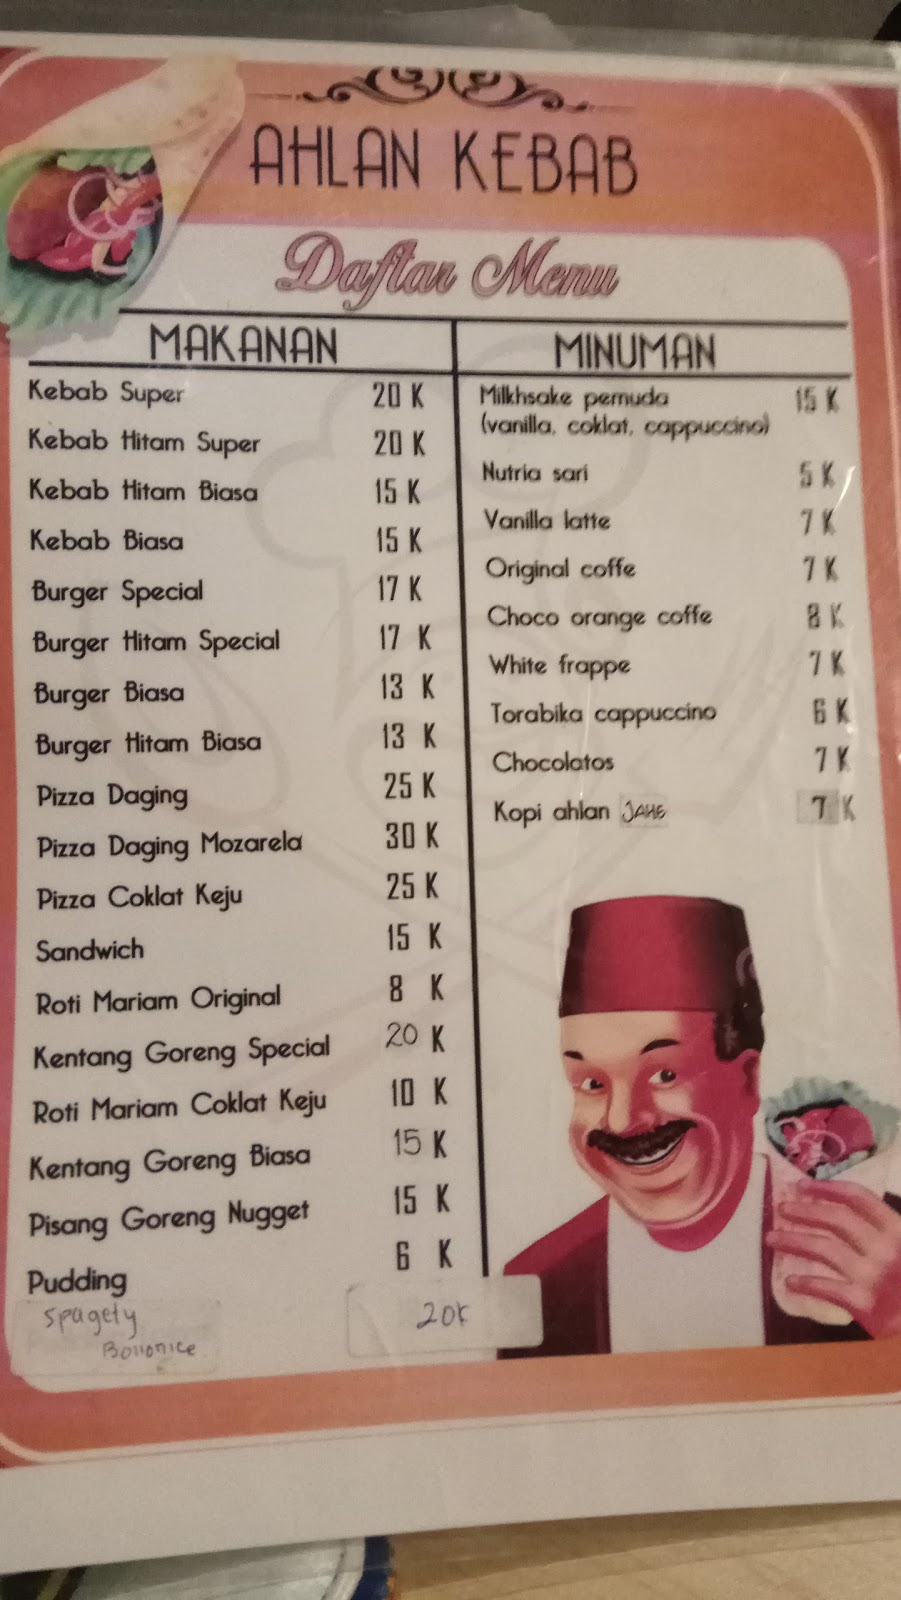 AHLAN KEBAB
Daftar Menu
MAKANAN
Kebab Super 20 K
Kebab Hitam Super 20 K
Kebab Hitam Biasa 15 K
Kebab Biasa 15 K
Burger Special 17 K
Burger Hitam Special 17 K
Burger Biasa 13 K
Burger Hitam Biasa 13 K
Pizza Daging 25 K
Pizza Daging Mozarela 30 K
Pizza Coklat Keju 25 K
Sandwich 15 K
Roti Mariam Original 8 K
Kentang Goreng Special 20 K
Roti Mariam Coklat Keju 10 K
Kentang Goreng Biasa 15 K
Pisang Goreng Nugget 15 K
Pudding 6 K
Spagety 20K
Bolionice
MINUMAN
Milkhsake pemuda 15 K
(vanilla, coklat, cappuccino)
Nutria sari 5 K
Vanilla latte 7 K
Original coffe 7 K
Choco orange coffe 8 K
White frappe 7 K
Torabika cappuccino 6 K
Chocolatos 7 K
Kopi ahlan JAHE 7 K